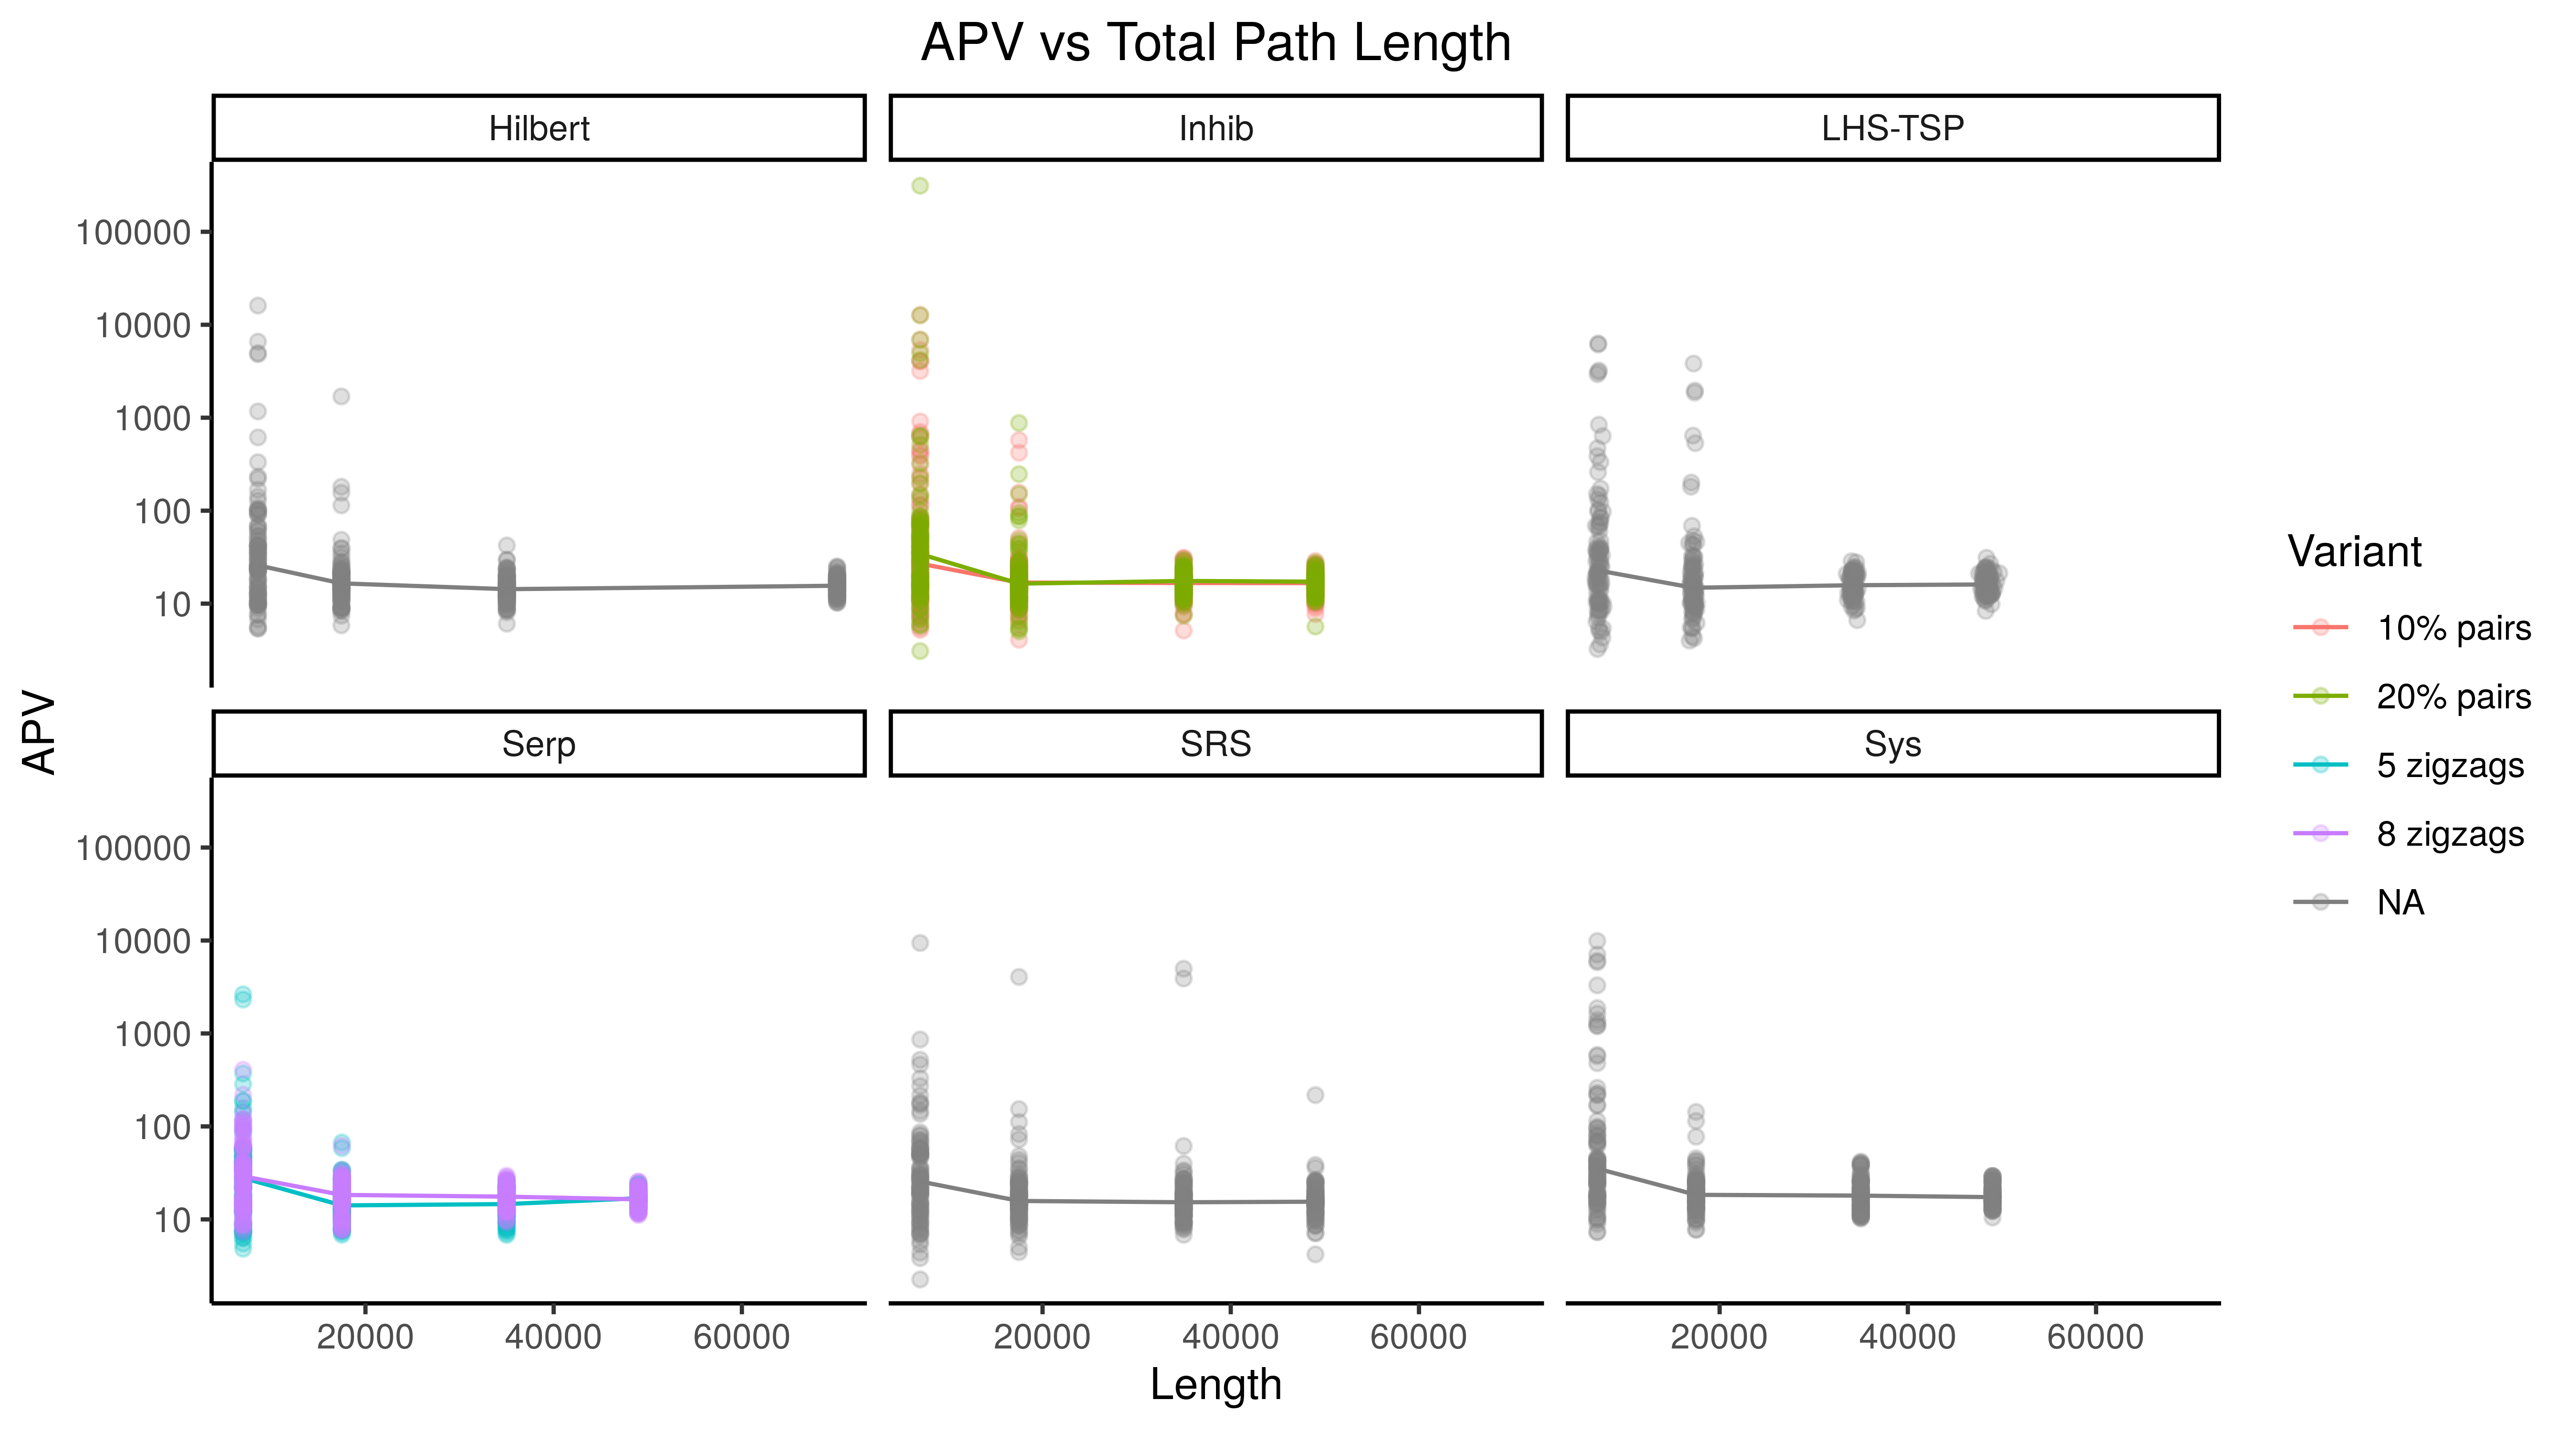 APV vs Total Path Length
Hilbert
Inhib
LHS-TSP
100000
10000
1000
100
10
APV
Serp
SRS
Sys
100000
10000
1000
100
10
20000 40000 60000
20000 40000 60000
20000 40000 60000
Length
Variant
10% pairs
20% pairs
5 zigzags
8 zigzags
NA